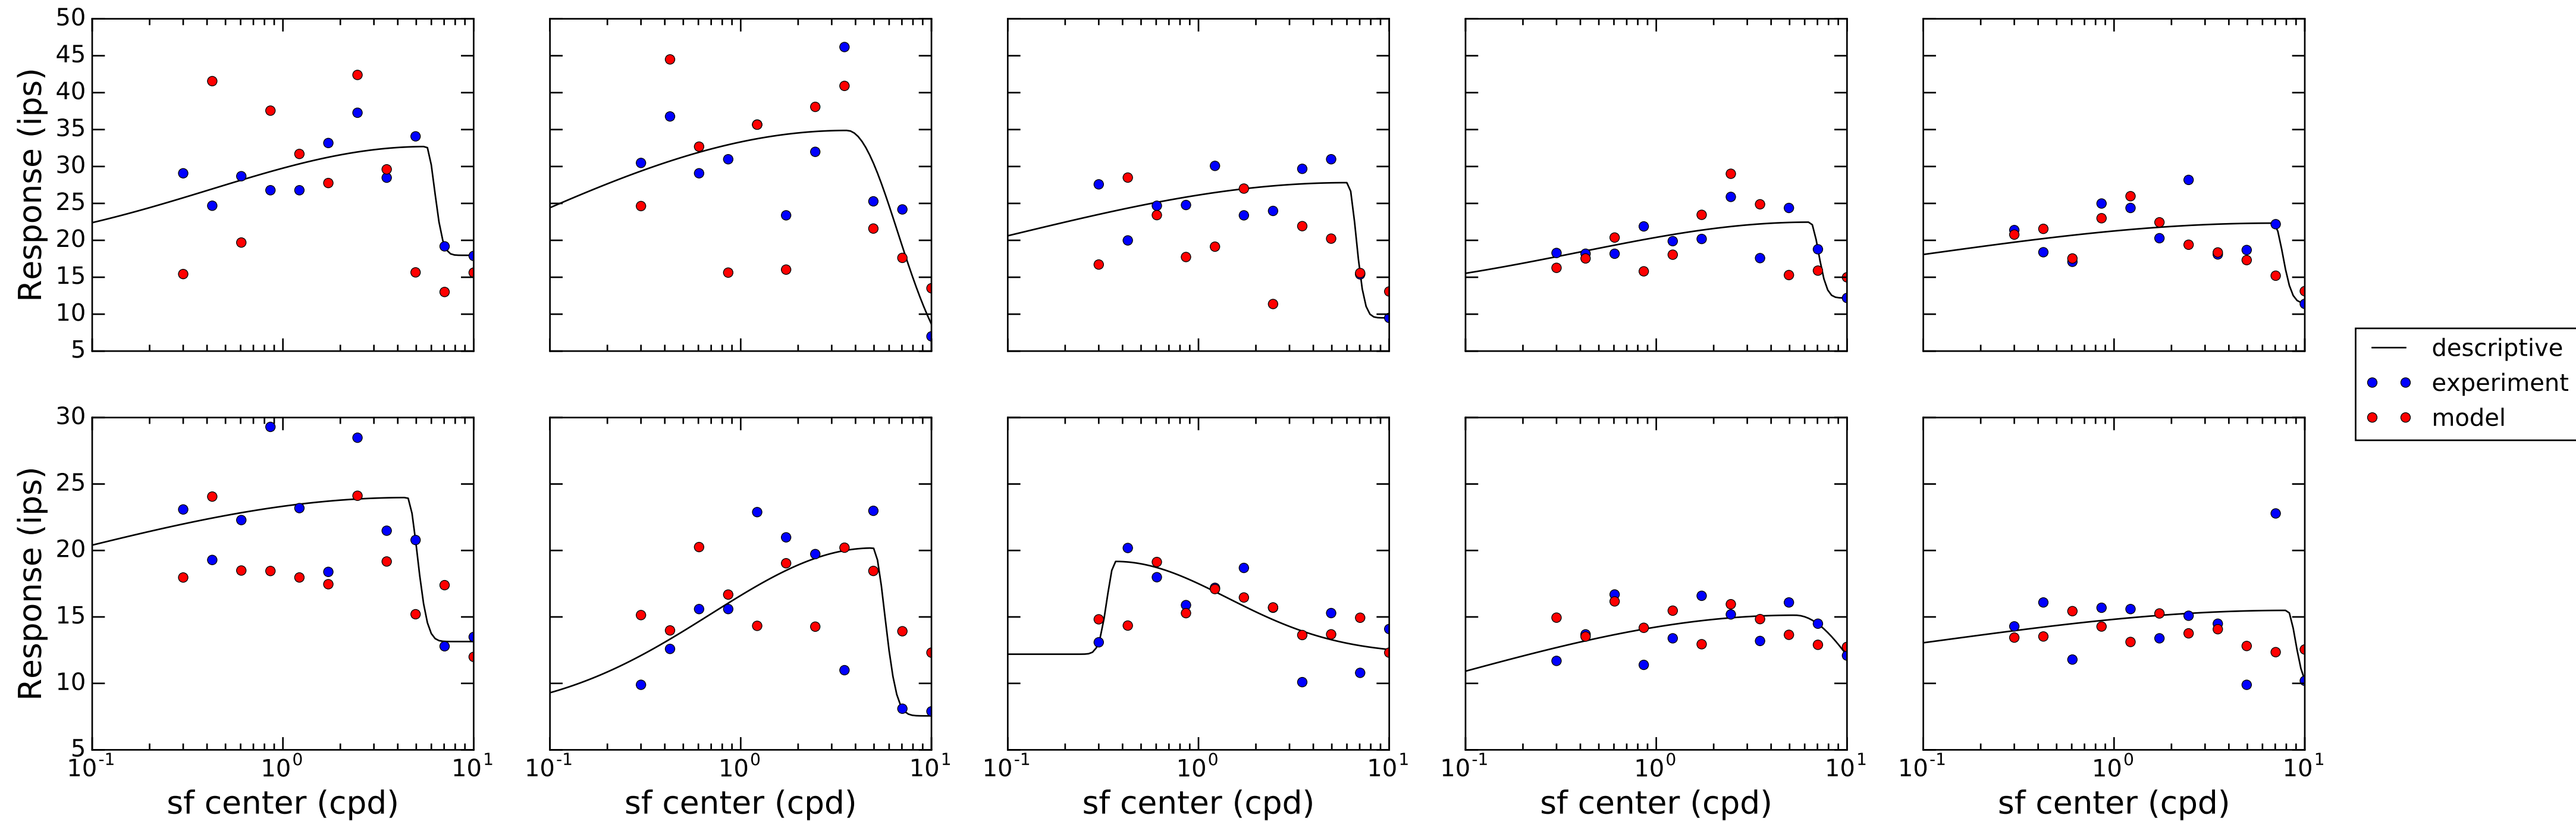 50
45
40
35
30
25
20
15
10
5
Response (ips)
descriptive
experiment
model
30
25
20
15
10
5
Response (ips)
10^-1 10^0 10^1 10^-1 10^0 10^1 10^-1 10^0 10^1 10^-1 10^0 10^1 10^-1 10^0 10^1
sf center (cpd) sf center (cpd) sf center (cpd) sf center (cpd) sf center (cpd)